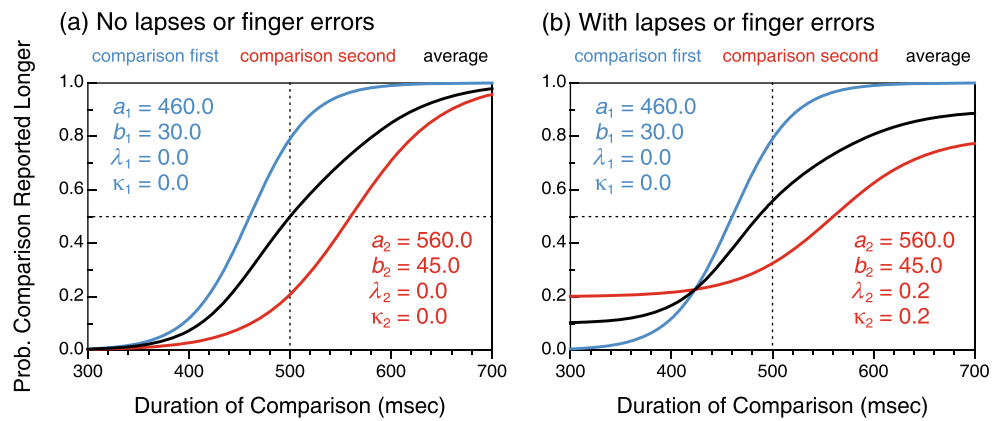 (a) No lapses or finger errors
comparison first comparison second average
a₁ = 460.0
b₁ = 30.0
λ₁ = 0.0
κ₁ = 0.0
a₂ = 560.0
b₂ = 45.0
λ₂ = 0.0
κ₂ = 0.0
1.0
0.8
0.6
0.4
0.2
0.0
300 400 500 600 700
Prob. Comparison Reported Longer
Duration of Comparison (msec)
(b) With lapses or finger errors
comparison first comparison second average
a₁ = 460.0
b₁ = 30.0
λ₁ = 0.0
κ₁ = 0.0
a₂ = 560.0
b₂ = 45.0
λ₂ = 0.2
κ₂ = 0.2
1.0
0.8
0.6
0.4
0.2
0.0
300 400 500 600 700
Duration of Comparison (msec)